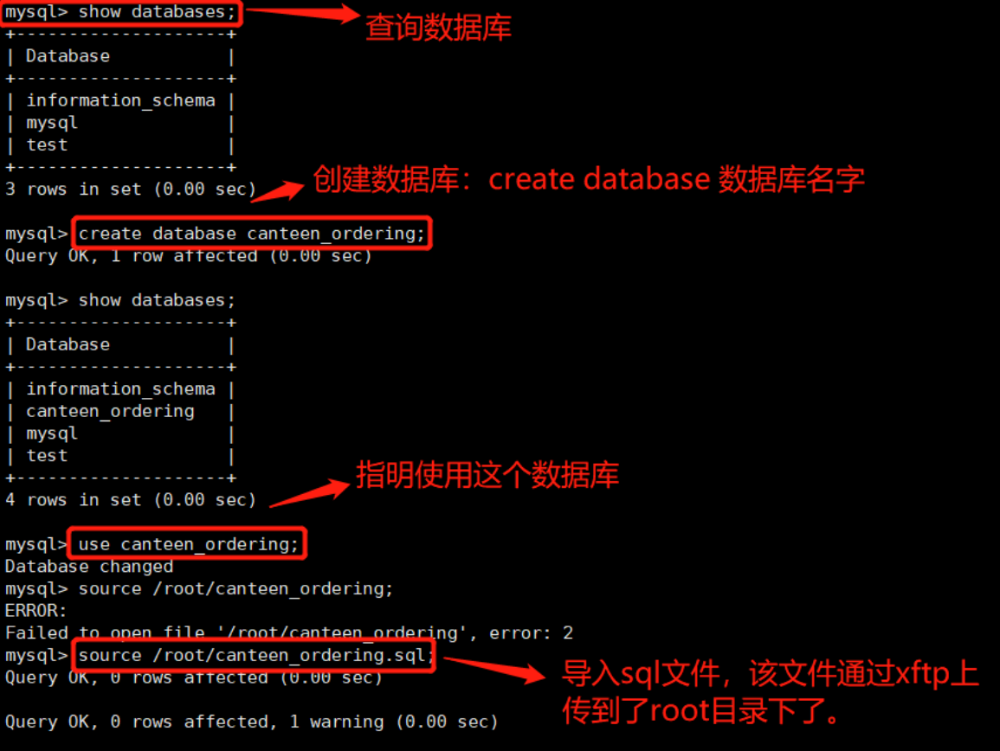 mysql> show databases;
查询数据库
+--------------------+
| Database           |
+--------------------+
| information_schema |
| mysql              |
| test               |
+--------------------+
3 rows in set (0.00 sec)
创建数据库：create database 数据库名字
mysql> create database canteen_ordering;
Query OK, 1 row affected (0.00 sec)
mysql> show databases;
+--------------------+
| Database           |
+--------------------+
| information_schema |
| canteen_ordering   |
| mysql              |
| test               |
+--------------------+
指明使用这个数据库
4 rows in set (0.00 sec)
mysql> use canteen_ordering;
Database changed
mysql> source /root/canteen_ordering;
ERROR:
Failed to open file '/root/canteen_ordering', error: 2
mysql> source /root/canteen_ordering.sql;
Query OK, 0 rows affected (0.00 sec)
导入sql文件，该文件通过xftp上
传到了root目录下了。
Query OK, 0 rows affected, 1 warning (0.00 sec)